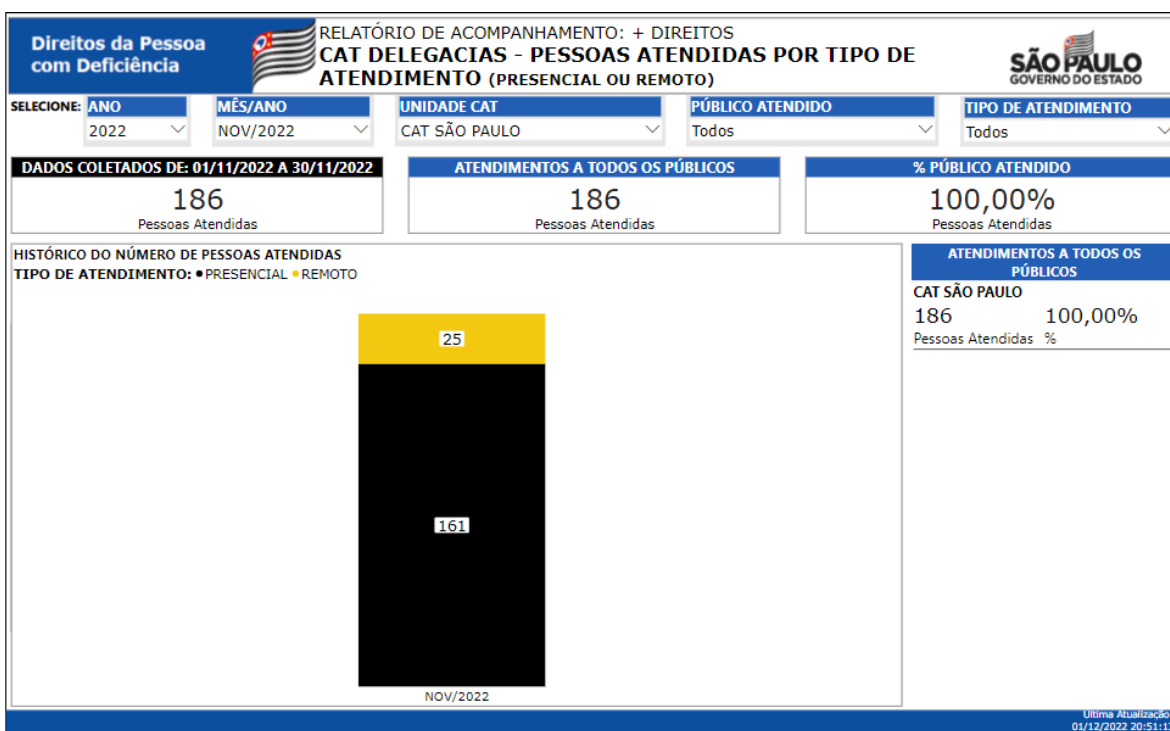 Direitos da Pessoa
com Deficiência
RELATÓRIO DE ACOMPANHAMENTO: + DIREITOS
CAT DELEGACIAS - PESSOAS ATENDIDAS POR TIPO DE
ATENDIMENTO (PRESENCIAL OU REMOTO)
SÃO PAULO
GOVERNO DO ESTADO
SELECIONE: ANO MÊS/ANO UNIDADE CAT PÚBLICO ATENDIDO TIPO DE ATENDIMENTO
2022 NOV/2022 CAT SÃO PAULO Todos Todos
DADOS COLETADOS DE: 01/11/2022 A 30/11/2022 ATENDIMENTOS A TODOS OS PÚBLICOS % PÚBLICO ATENDIDO
186 186 100,00%
Pessoas Atendidas Pessoas Atendidas Pessoas Atendidas
HISTÓRICO DO NÚMERO DE PESSOAS ATENDIDAS
TIPO DE ATENDIMENTO: PRESENCIAL REMOTO
25
161
NOV/2022
ATENDIMENTOS A TODOS OS
PÚBLICOS
CAT SÃO PAULO
186 100,00%
Pessoas Atendidas %
Última Atualização
01/12/2022 20:51:1